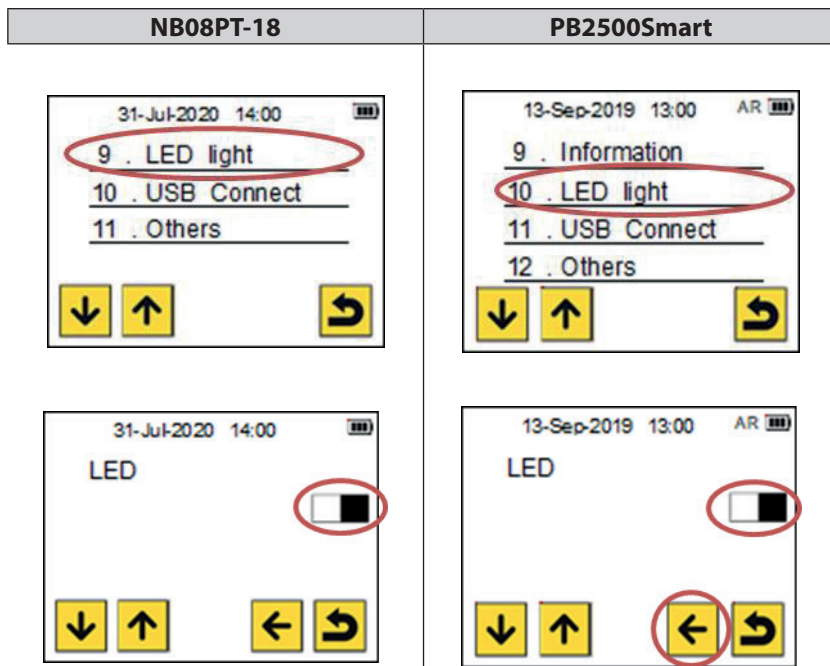 NB08PT-18
PB2500Smart
31-Jul-2020 14:00
9 . LED light
10 . USB Connect
11 . Others
13-Sep-2019 13:00 AR
9 . Information
10 . LED light
11 . USB Connect
12 . Others
31-Jul-2020 14:00
LED
13-Sep-2019 13:00 AR
LED